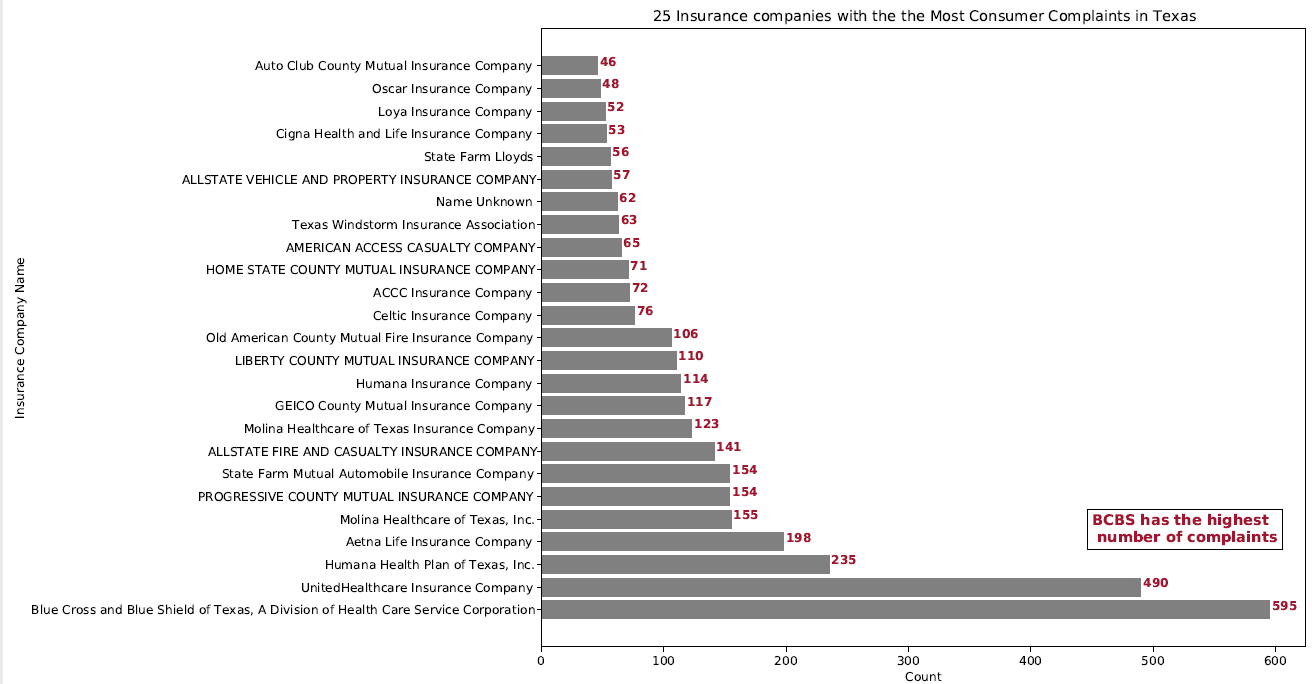 25 Insurance companies with the the Most Consumer Complaints in Texas
Insurance Company Name
Auto Club County Mutual Insurance Company 46
Oscar Insurance Company 48
Loya Insurance Company 52
Cigna Health and Life Insurance Company 53
State Farm Lloyds 56
ALLSTATE VEHICLE AND PROPERTY INSURANCE COMPANY 57
Name Unknown 62
Texas Windstorm Insurance Association 63
AMERICAN ACCESS CASUALTY COMPANY 65
HOME STATE COUNTY MUTUAL INSURANCE COMPANY 71
ACCC Insurance Company 72
Celtic Insurance Company 76
Old American County Mutual Fire Insurance Company 106
LIBERTY COUNTY MUTUAL INSURANCE COMPANY 110
Humana Insurance Company 114
GEICO County Mutual Insurance Company 117
Molina Healthcare of Texas Insurance Company 123
ALLSTATE FIRE AND CASUALTY INSURANCE COMPANY 141
State Farm Mutual Automobile Insurance Company 154
PROGRESSIVE COUNTY MUTUAL INSURANCE COMPANY 154
Molina Healthcare of Texas, Inc. 155
Aetna Life Insurance Company 198
Humana Health Plan of Texas, Inc. 235
UnitedHealthcare Insurance Company 490
Blue Cross and Blue Shield of Texas, A Division of Health Care Service Corporation 595
BCBS has the highest
number of complaints
0 100 200 300 400 500 600
Count